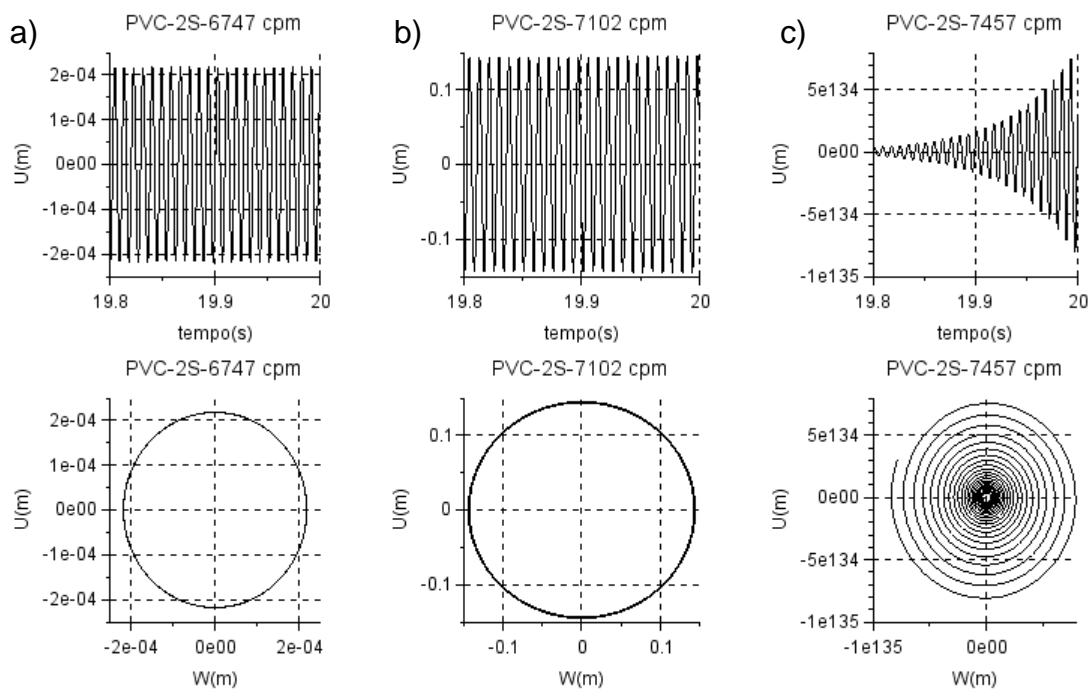 a)
PVC-2S-6747 cpm
2e-04
1e-04
0e00
-1e-04
-2e-04
U(m)
19.8
19.9
20
tempo(s)
b)
PVC-2S-7102 cpm
0.1
0
-0.1
U(m)
19.8
19.9
20
tempo(s)
c)
PVC-2S-7457 cpm
5e134
0e00
-5e134
-1e135
U(m)
19.8
19.9
20
tempo(s)
PVC-2S-6747 cpm
2e-04
1e-04
0e00
-1e-04
-2e-04
U(m)
-2e-04
0e00
2e-04
W(m)
PVC-2S-7102 cpm
0.1
0
-0.1
U(m)
-0.1
0
0.1
W(m)
PVC-2S-7457 cpm
5e134
0e00
-5e134
-1e135
U(m)
-1e135
0e00
W(m)